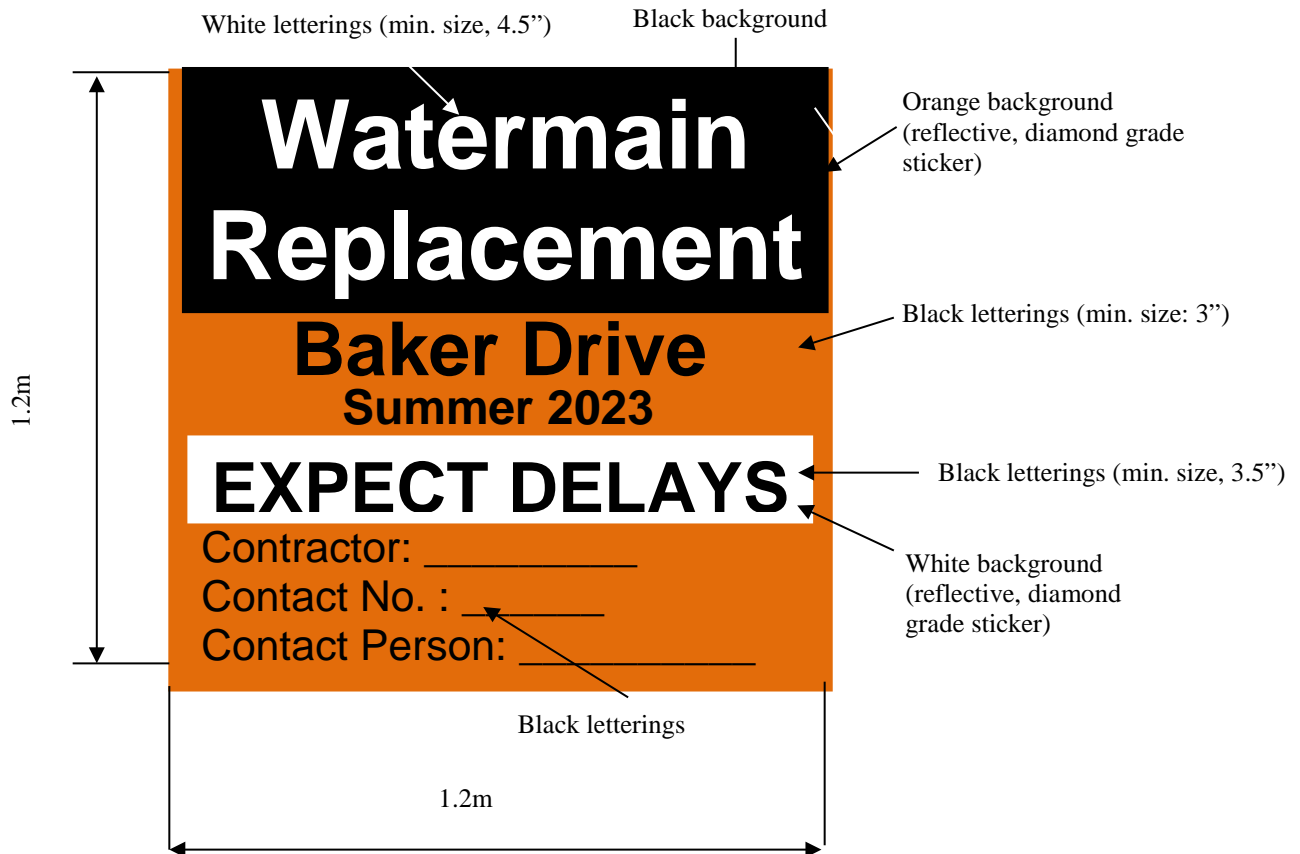 White letterings (min. size, 4.5”)
Black background
Watermain
Replacement
Orange background
(reflective, diamond grade
sticker)
Baker Drive
Black letterings (min. size: 3”)
Summer 2023
1.2m
EXPECT DELAYS
Black letterings (min. size, 3.5”)
Contractor: _________
Contact No. : ______
Contact Person: __________
White background
(reflective, diamond
grade sticker)
Black letterings
1.2m